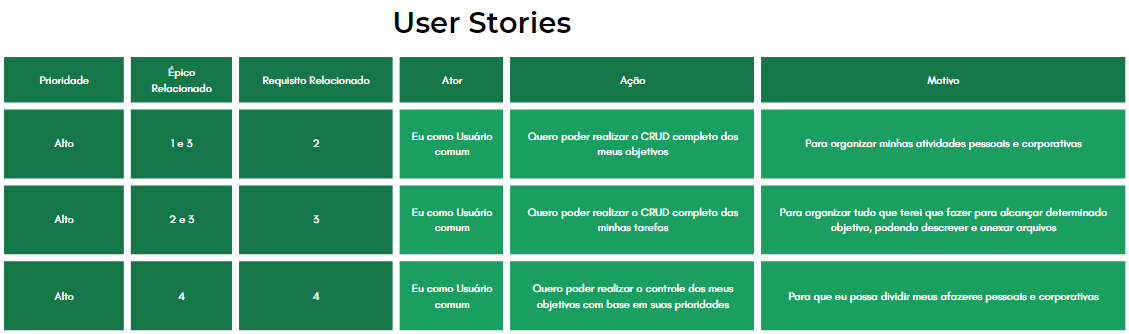 User Stories
Prioridade
Épico
Relacionado
Requisito Relacionado
Ator
Ação
Motivo
Alto
1 e 3
2
Eu como Usuário
comum
Quero poder realizar o CRUD completo dos
meus objetivos
Para organizar minhas atividades pessoais e corporativas
Alto
2 e 3
3
Eu como Usuário
comum
Quero poder realizar o CRUD completo das
minhas tarefas
Para organizar tudo que terei que fazer para alcançar determinado
objetivo, podendo descrever e anexar arquivos
Alto
4
4
Eu como Usuário
comum
Quero poder realizar o controle dos meus
objetivos com base em suas prioridades
Para que eu possa dividir meus afazeres pessoais e corporativas